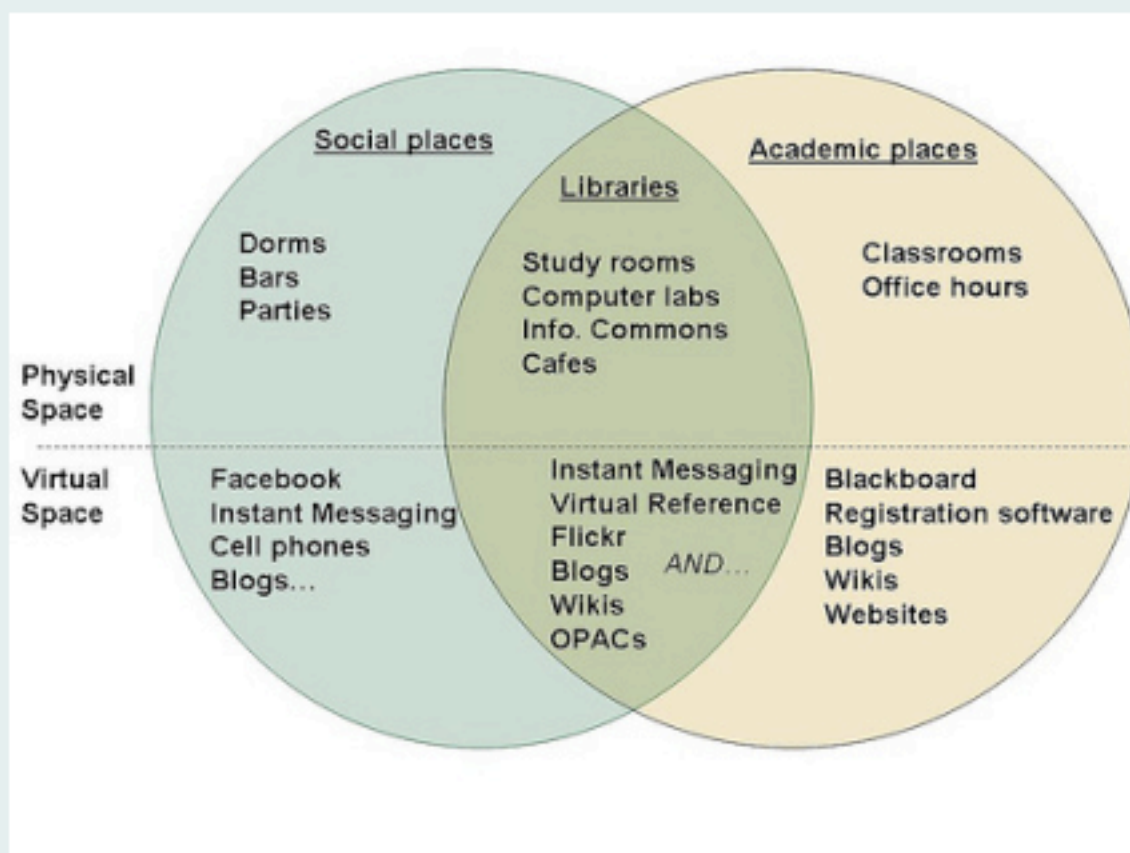 Social places
Academic places
Libraries
Dorms
Bars
Parties
Study rooms
Computer labs
Info. Commons
Cafes
Classrooms
Office hours
Physical
Space
Virtual
Space
Facebook
Instant Messaging
Cell phones
Blogs...
Instant Messaging
Virtual Reference
Flickr
Blogs
Wikis
OPACs
AND...
Blackboard
Registration software
Blogs
Wikis
Websites